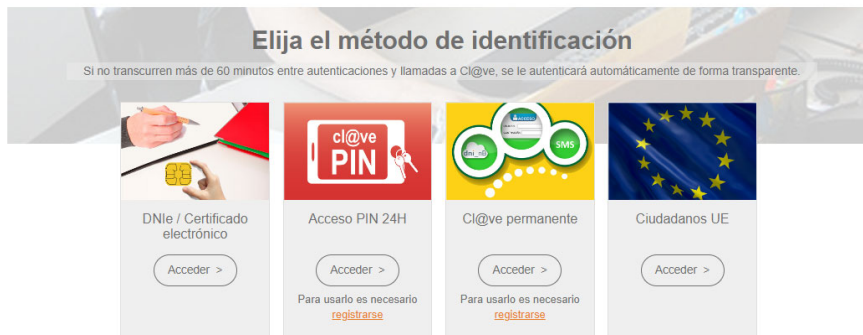 Elija el método de identificación
Si no transcurren más de 60 minutos entre autenticaciones y llamadas a Cl@ve, se le autenticará automáticamente de forma transparente.
cl@ve
PIN
dni_nif
SMS
DNIe / Certificado
electrónico
Acceso PIN 24H
Cl@ve permanente
Ciudadanos UE
Acceder >
Acceder >
Acceder >
Acceder >
Para usarlo es necesario
registrarse
Para usarlo es necesario
registrarse